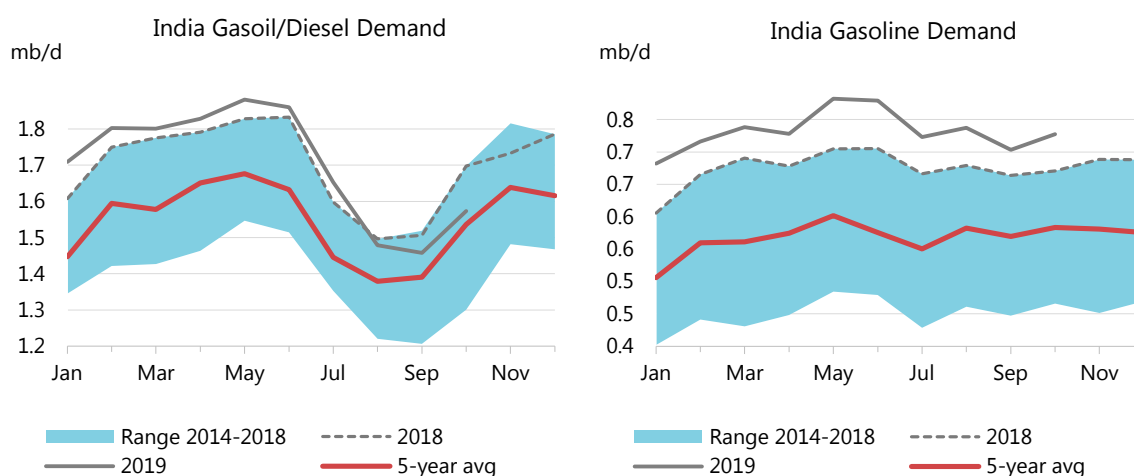 India Gasoil/Diesel Demand
mb/d
1.8
1.7
1.6
1.5
1.4
1.3
1.2
Jan Mar May Jul Sep Nov
Range 2014-2018 2018
2019 5-year avg
India Gasoline Demand
mb/d
0.8
0.7
0.7
0.6
0.6
0.5
0.5
0.4
Jan Mar May Jul Sep Nov
Range 2014-2018 2018
2019 5-year avg